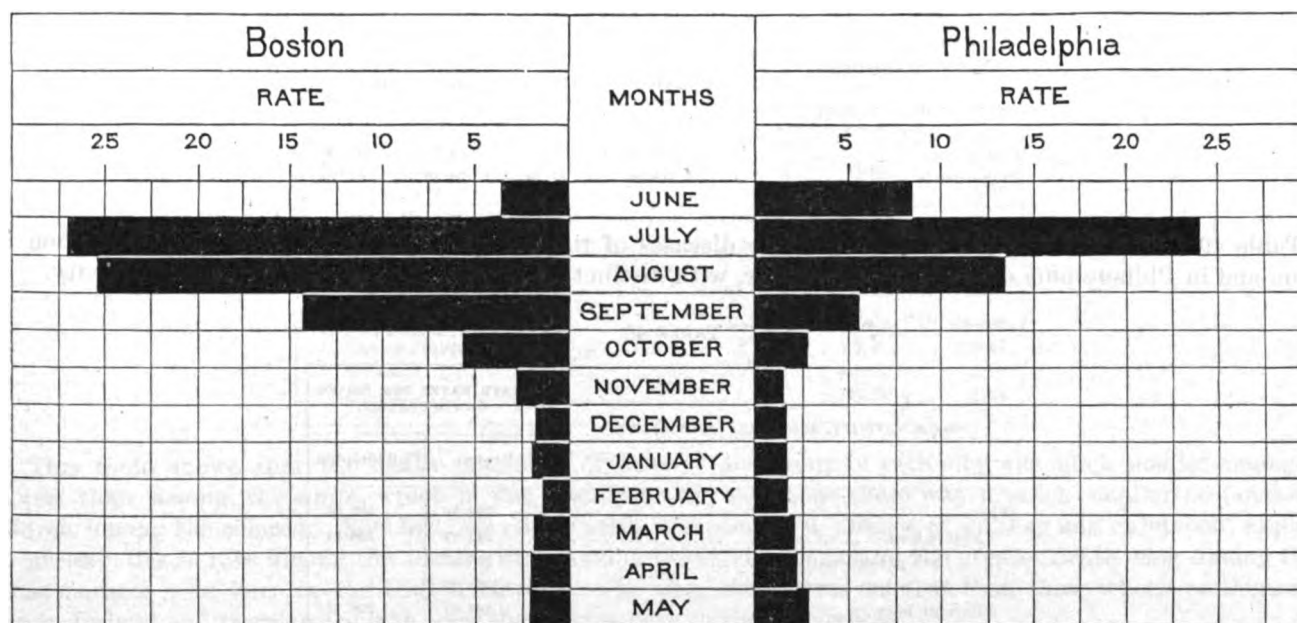 Boston Philadelphia
RATE MONTHS RATE
25 20 15 10 5 5 10 15 20 25
JUNE
JULY
AUGUST
SEPTEMBER
OCTOBER
NOVEMBER
DECEMBER
JANUARY
FEBRUARY
MARCH
APRIL
MAY